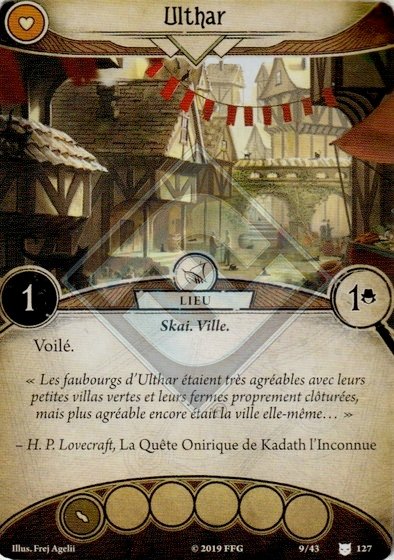 Ulthar
1
LIEU
1
Skai. Ville.
Voilé.
« Les faubourgs d'Ulthar étaient très agréables avec leurs
petites villas vertes et leurs fermes proprement clôturées,
mais plus agréable encore était la ville elle-même… »
– H. P. Lovecraft, La Quête Onirique de Kadath l'Inconnue
Illus. Frej Agelii
© 2019 FFG
9/43
127